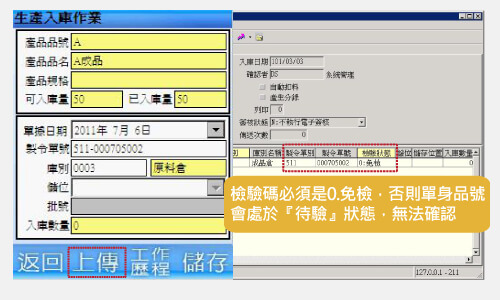 生產入庫作業
產品品號 A
產品品名 A成品
產品規格
可入庫量 50 已入庫量 50
單據日期 2011年 7月 6日
製令單號 511-000705002
庫別 0003 原料倉
儲位
批號
入庫數量 0
返回 上傳 工作歷程 儲存
入庫日期 101/03/03
確認者 DS 系統管理
自動扣料
產生分錄
列印 0
簽核狀態 N:不執行電子簽核
傳送次數 0
別 庫別名稱 製令單別 製令單號 檢驗狀態 儲位 儲存位置 入庫數量
成品倉 511 000705002 0:免檢
檢驗碼必須是0.免檢，否則單身品號
會處於『待驗』狀態，無法確認
127.0.0.1 - 211